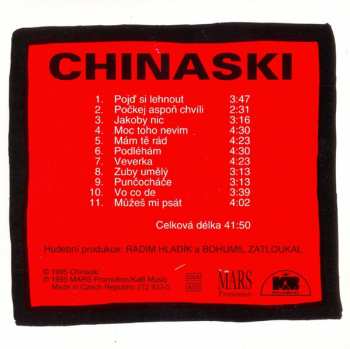 CHINASKI
1. Pojď si lehnout 3:47
2. Počkej aspoň chvíli 2:31
3. Jakoby nic 3:16
4. Moc toho nevím 4:30
5. Mám tě rád 4:23
6. Podléhám 4:30
7. Veverka 4:23
8. Zuby umělý 3:13
9. Punčocháče 3:13
10. Vo co de 3:39
11. Můžeš mi psát 4:02
Celková délka 41:50
Hudební produkce: RADIM HLADÍK a BOHUMIL ZATLOUKAL
℗ 1995 Chinaski
© 1995 MARS Promotion/KAB Music
Made in Czech Republic
MARS
Promotion